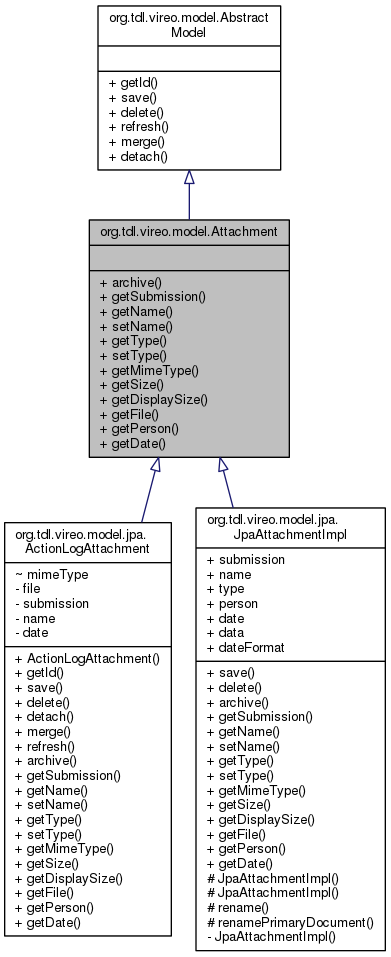 org.tdl.vireo.model.Abstract
Model
+ getId()
+ save()
+ delete()
+ refresh()
+ merge()
+ detach()
org.tdl.vireo.model.Attachment
+ archive()
+ getSubmission()
+ getName()
+ setName()
+ getType()
+ setType()
+ getMimeType()
+ getSize()
+ getDisplaySize()
+ getFile()
+ getPerson()
+ getDate()
org.tdl.vireo.model.jpa.
ActionLogAttachment
~ mimeType
- file
- submission
- name
- date
+ ActionLogAttachment()
+ getId()
+ save()
+ delete()
+ detach()
+ merge()
+ refresh()
+ archive()
+ getSubmission()
+ getName()
+ setName()
+ getType()
+ setType()
+ getMimeType()
+ getSize()
+ getDisplaySize()
+ getFile()
+ getPerson()
+ getDate()
org.tdl.vireo.model.jpa.
JpaAttachmentImpl
+ submission
+ name
+ type
+ person
+ date
+ data
+ dateFormat
+ save()
+ delete()
+ archive()
+ getSubmission()
+ getName()
+ setName()
+ getType()
+ setType()
+ getMimeType()
+ getSize()
+ getDisplaySize()
+ getFile()
+ getPerson()
+ getDate()
# JpaAttachmentImpl()
# JpaAttachmentImpl()
# rename()
# renamePrimaryDocument()
- JpaAttachmentImpl()